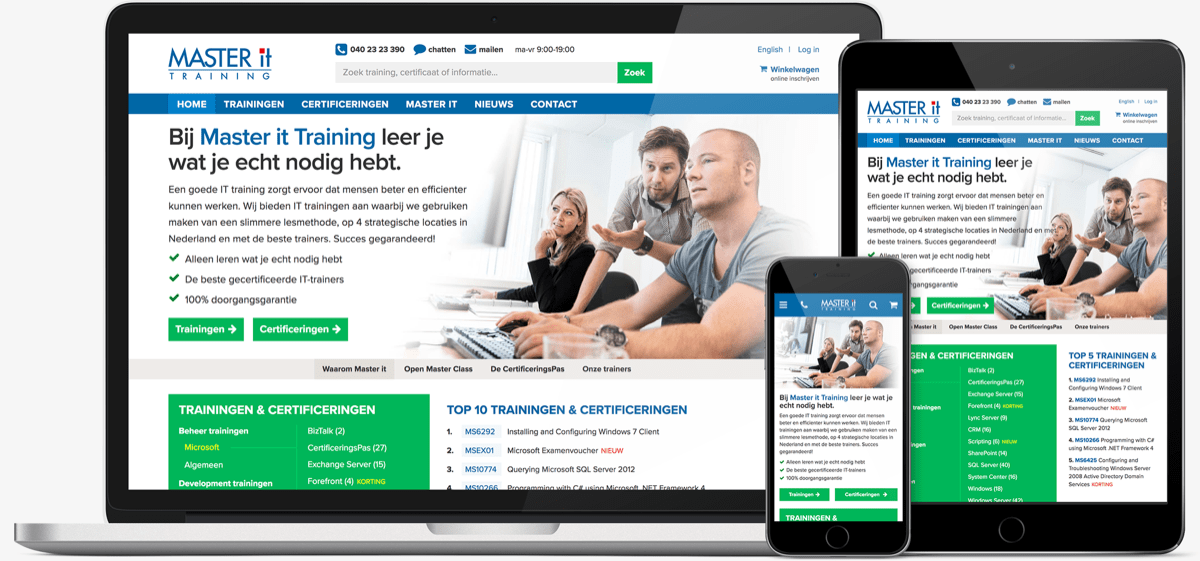 MASTER it
TRAINING
040 23 23 390 chatten mailen ma-vr 9:00-19:00
English | Log in
Zoek training, certificaat of informatie... Zoek
Winkelwagen
online inschrijven
HOME TRAININGEN CERTIFICERINGEN MASTER IT NIEUWS CONTACT
Bij Master it Training leer je
wat je echt nodig hebt.
Een goede IT training zorgt ervoor dat mensen beter en efficienter
kunnen werken. Wij bieden IT trainingen aan waarbij we gebruiken
maken van een slimmere lesmethode, op 4 strategische locaties in
Nederland en met de beste trainers. Succes gegarandeerd!
Alleen leren wat je echt nodig hebt
De beste gecertificeerde IT-trainers
100% doorgangsgarantie
Trainingen → Certificeringen →
Waarom Master it Open Master Class De CertificeringsPas Onze trainers
TRAININGEN & CERTIFICERINGEN
Beheer trainingen
Microsoft
Algemeen
Development trainingen
BizTalk (2)
CertificeringsPas (27)
Exchange Server (15)
Forefront (4) KORTING
TOP 10 TRAININGEN & CERTIFICERINGEN
1. MS6292 Installing and Configuring Windows 7 Client
2. MSEX01 Microsoft Examenvoucher NIEUW
3. MS10774 Querying Microsoft SQL Server 2012
4. MS10266 Programming with C# using Microsoft .NET Framework 4
MASTER it
TRAINING
Bij Master it Training leer je wat je
echt nodig hebt.
Een goede IT training zorgt ervoor dat mensen
beter en efficienter kunnen werken. Wij bieden IT
trainingen aan waarbij we gebruiken maken van een
slimmere lesmethode, op 4 strategische locaties in
Nederland en met de beste trainers. Succes
gegarandeerd!
Alleen leren wat je echt nodig hebt
De beste gecertificeerde IT-trainers
100% doorgangsgarantie
Trainingen → Certificeringen →
TRAININGEN &
MASTER it
TRAINING
040 23 23 390 chatten mailen
English | Log in
Zoek training, certificaat of informatie... Zoek
Winkelwagen
online inschrijven
HOME TRAININGEN CERTIFICERINGEN MASTER IT NIEUWS CONTACT
Bij Master it Training leer je
wat je echt nodig hebt.
Een goede IT training zorgt ervoor dat mensen beter en
efficienter kunnen werken. Wij bieden IT trainingen aan
waarbij we gebruiken maken van een slimmere
lesmethode, op 4 strategische locaties in Nederland en met
de beste trainers. Succes gegarandeerd!
Alleen leren wat je echt nodig hebt
gecertificeerde IT-trainers
doorgangsgarantie
Certificeringen →
Master it Open Master Class De CertificeringsPas Onze trainers
GEN & CERTIFICERINGEN
trainingen
BizTalk (2)
CertificeringsPas (27)
Exchange Server (15)
Forefront (4) KORTING
Lync Server (9)
CRM (16)
Scripting (6) NIEUW
SharePoint (14)
SQL Server (40)
System Center (16)
Windows (18)
Windows Server (42)
TOP 5 TRAININGEN &
CERTIFICERINGEN
1. MS6292 Installing and
Configuring Windows 7 Client
2. MSEX01 Microsoft
Examenvoucher NIEUW
3. MS10774 Querying Microsoft
SQL Server 2012
4. MS10266 Programming with C#
using Microsoft .NET Framework 4
5. MS6425 Configuring and
Troubleshooting Windows Server
2008 Active Directory Domain
Services KORTING